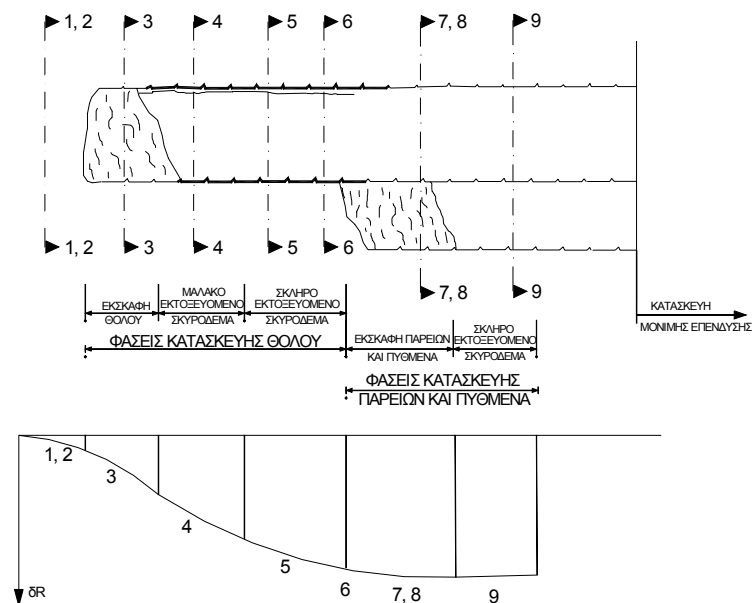 1, 2
3
4
5
6
7, 8
9
1, 2
3
4
5
6
7, 8
9
ΕΚΣΚΑΦΗ
ΘΟΛΟΥ
ΜΑΛΑΚΟ
ΕΚΤΟΞΕΥΟΜΕΝΟ
ΣΚΥΡΟΔΕΜΑ
ΣΚΛΗΡΟ
ΕΚΤΟΞΕΥΟΜΕΝΟ
ΣΚΥΡΟΔΕΜΑ
ΦΑΣΕΙΣ ΚΑΤΑΣΚΕΥΗΣ ΘΟΛΟΥ
ΕΚΣΚΑΦΗ ΠΑΡΕΙΩΝ
ΚΑΙ ΠΥΘΜΕΝΑ
ΣΚΛΗΡΟ
ΕΚΤΟΞΕΥΟΜΕΝΟ
ΣΚΥΡΟΔΕΜΑ
ΦΑΣΕΙΣ ΚΑΤΑΣΚΕΥΗΣ
ΠΑΡΕΙΩΝ ΚΑΙ ΠΥΘΜΕΝΑ
ΚΑΤΑΣΚΕΥΗ
ΜΟΝΙΜΗΣ ΕΠΕΝΔΥΣΗΣ
1, 2
3
4
5
6
7, 8
9
δR